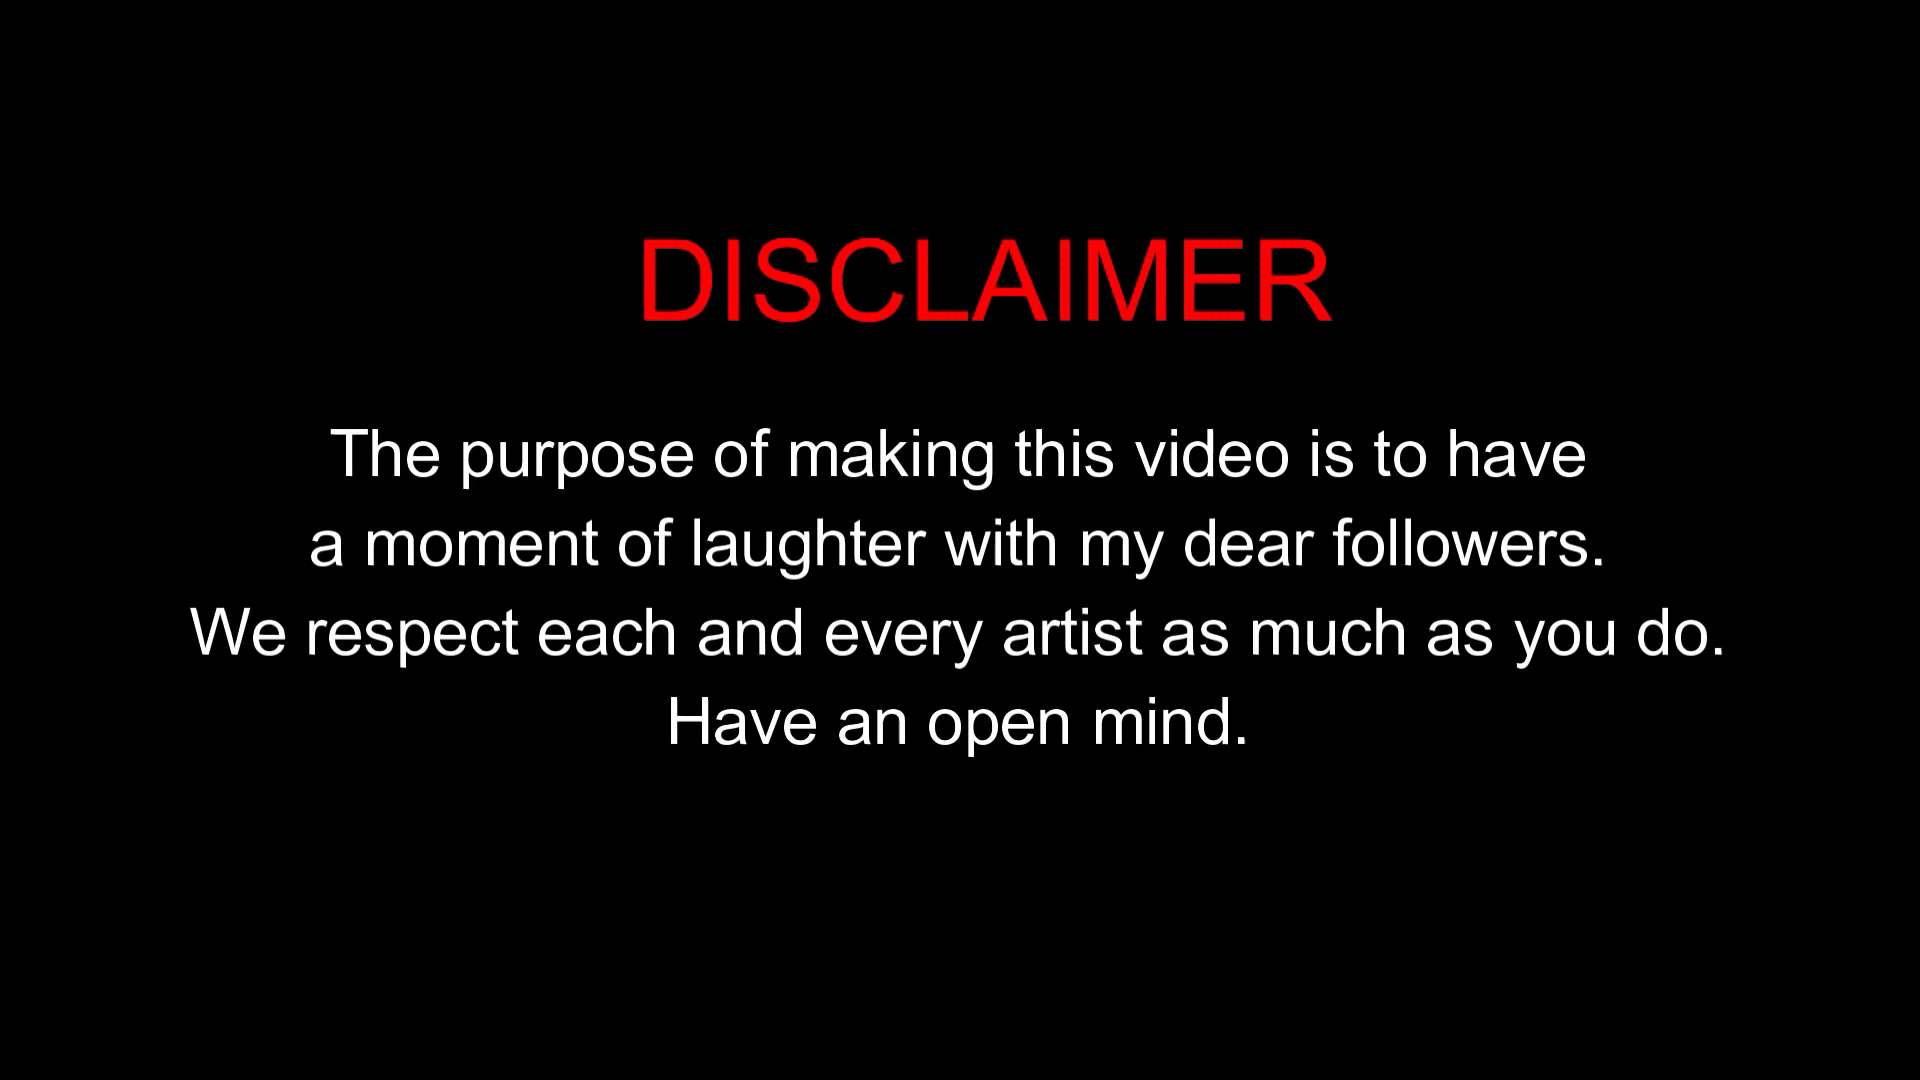 DISCLAIMER
The purpose of making this video is to have
a moment of laughter with my dear followers.
We respect each and every artist as much as you do.
Have an open mind.